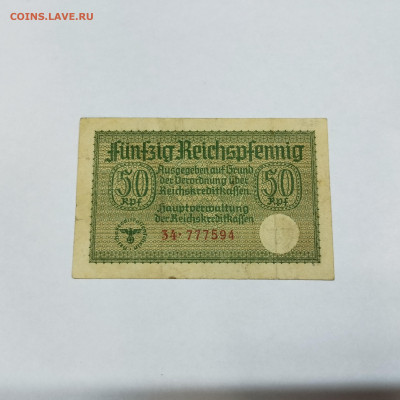 COINS.LAVE.RU
Fünfzig Reichspfennig
50 Rpf
Ausgegeben auf Grund
der Verordnung über
Reichskreditkassen
50 Rpf
Hauptverwaltung
der Reichskreditkassen
34·777594